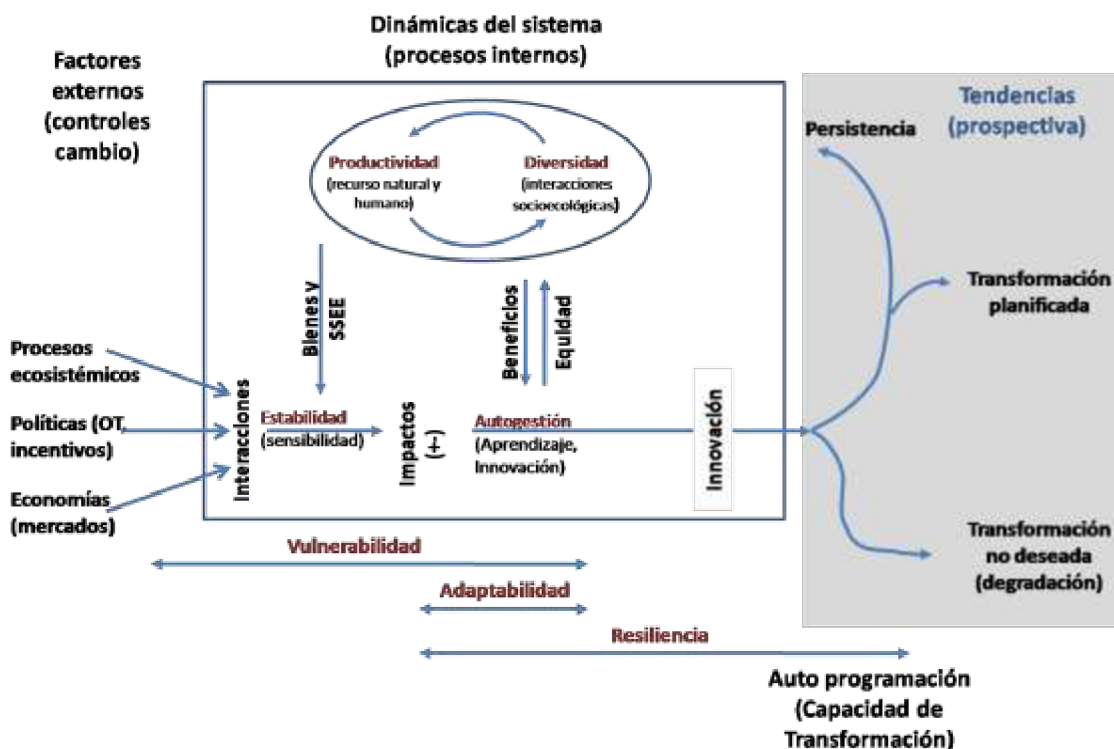 Dinámicas del sistema
(procesos internos)
Factores
externos
(controles
cambio)
Tendencias
(prospectiva)
Persistencia
Productividad
(recurso natural y
humano)
Diversidad
(interacciones
socioecológicas)
Transformación
planificada
Bienes y
SSEE
Beneficios
Equidad
Procesos
ecosistémicos
Políticas (OT,
incentivos)
Economías
(mercados)
Interacciones
Estabilidad
(sensibilidad)
Impactos
(+-)
Autogestión
(Aprendizaje,
Innovación)
Innovación
Transformación
no deseada
(degradación)
Vulnerabilidad
Adaptabilidad
Resiliencia
Auto programación
(Capacidad de
Transformación)